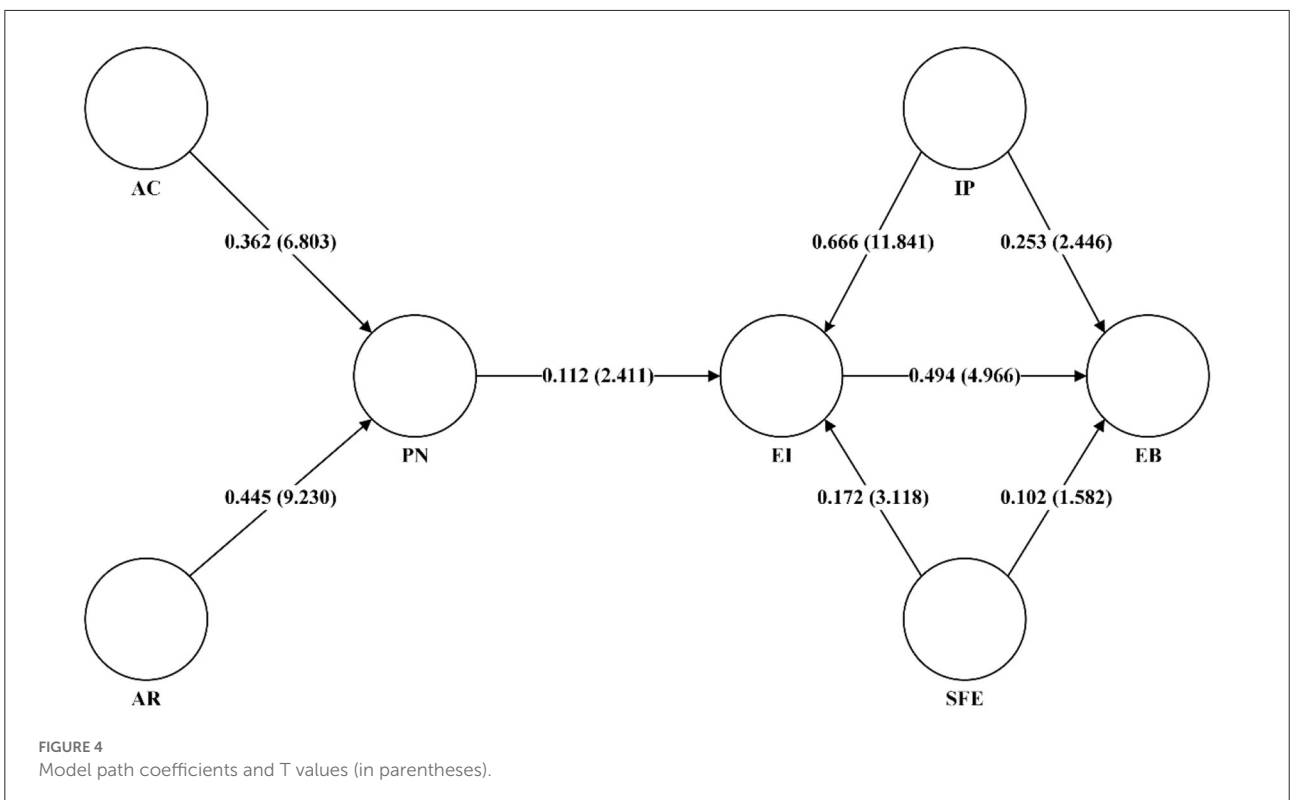 AC
IP
0.362 (6.803)
0.666 (11.841)
0.253 (2.446)
0.112 (2.411)
0.494 (4.966)
PN
EI
EB
0.445 (9.230)
0.172 (3.118)
0.102 (1.582)
AR
SFE
FIGURE 4
Model path coefficients and T values (in parentheses).